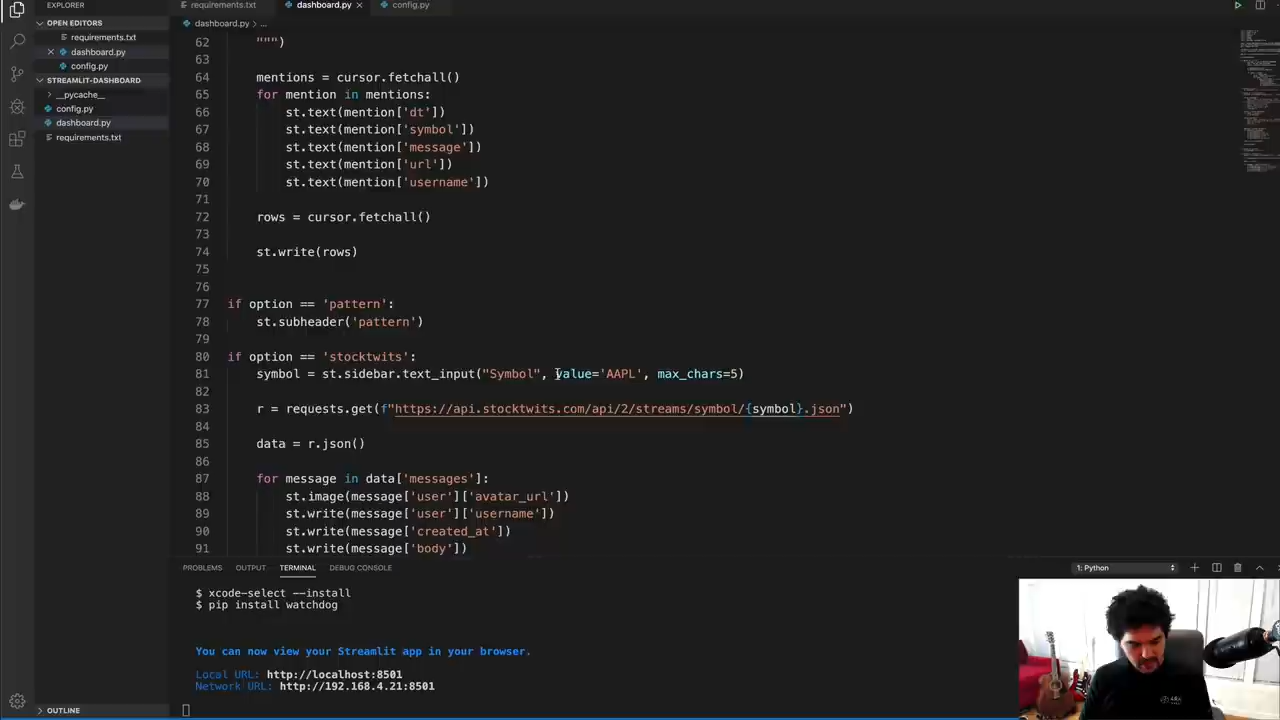 EXPLORER
requirements.txt
dashboard.py
config.py
OPEN EDITORS
requirements.txt
dashboard.py
config.py
STREAMLIT-DASHBOARD
__pycache__
config.py
dashboard.py
requirements.txt
OUTLINE
dashboard.py > ...
62 """)
63
64 mentions = cursor.fetchall()
65 for mention in mentions:
66 st.text(mention['dt'])
67 st.text(mention['symbol'])
68 st.text(mention['message'])
69 st.text(mention['url'])
70 st.text(mention['username'])
71
72 rows = cursor.fetchall()
73
74 st.write(rows)
75
76
77 if option == 'pattern':
78 st.subheader('pattern')
79
80 if option == 'stocktwits':
81 symbol = st.sidebar.text_input("Symbol", value='AAPL', max_chars=5)
82
83 r = requests.get(f"https://api.stocktwits.com/api/2/streams/symbol/{symbol}.json")
84
85 data = r.json()
86
87 for message in data['messages']:
88 st.image(message['user']['avatar_url'])
89 st.write(message['user']['username'])
90 st.write(message['created_at'])
91 st.write(message['body'])
PROBLEMS OUTPUT TERMINAL DEBUG CONSOLE 1: Python
$ xcode-select --install
$ pip install watchdog
You can now view your Streamlit app in your browser.
Local URL: http://localhost:8501
Network URL: http://192.168.4.21:8501